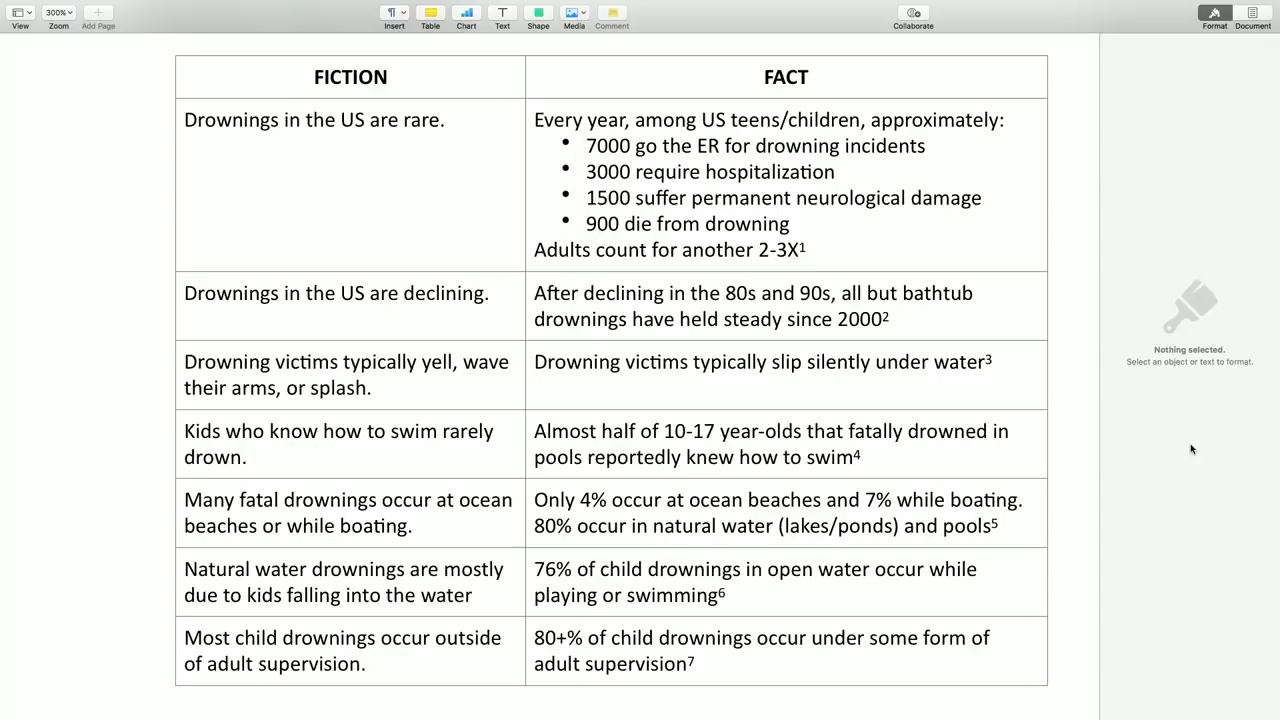 View
300%
Zoom
Add Page
Insert
Table
Chart
Text
Shape
Media
Comment
Collaborate
Format
Document
FICTION
FACT
Drownings in the US are rare.
Every year, among US teens/children, approximately:
• 7000 go the ER for drowning incidents
• 3000 require hospitalization
• 1500 suffer permanent neurological damage
• 900 die from drowning
Adults count for another 2-3X¹
Drownings in the US are declining.
After declining in the 80s and 90s, all but bathtub
drownings have held steady since 2000²
Drowning victims typically yell, wave
their arms, or splash.
Drowning victims typically slip silently under water³
Kids who know how to swim rarely
drown.
Almost half of 10-17 year-olds that fatally drowned in
pools reportedly knew how to swim⁴
Many fatal drownings occur at ocean
beaches or while boating.
Only 4% occur at ocean beaches and 7% while boating.
80% occur in natural water (lakes/ponds) and pools⁵
Natural water drownings are mostly
due to kids falling into the water
76% of child drownings in open water occur while
playing or swimming⁶
Most child drownings occur outside
of adult supervision.
80+% of child drownings occur under some form of
adult supervision⁷
Nothing selected.
Select an object or text to format.